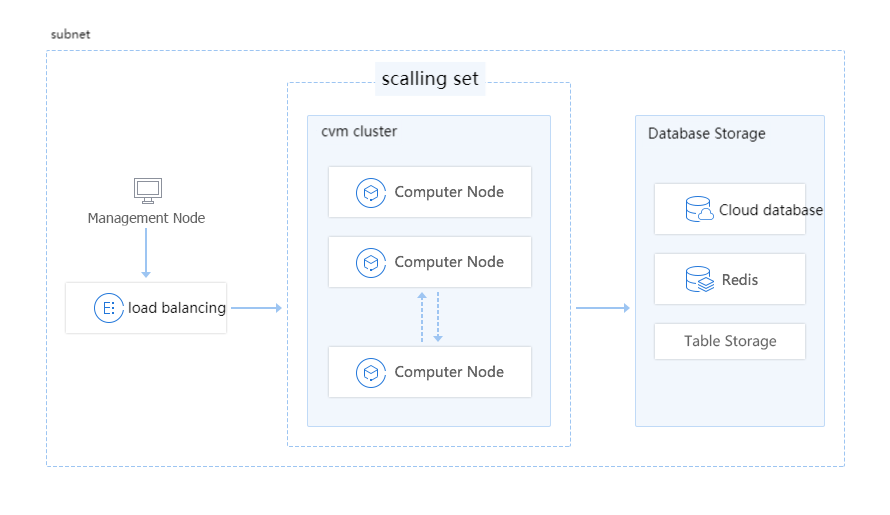 subnet
scalling set
cvm cluster
Computer Node
Computer Node
Computer Node
Management Node
load balancing
Database Storage
Cloud database
Redis
Table Storage